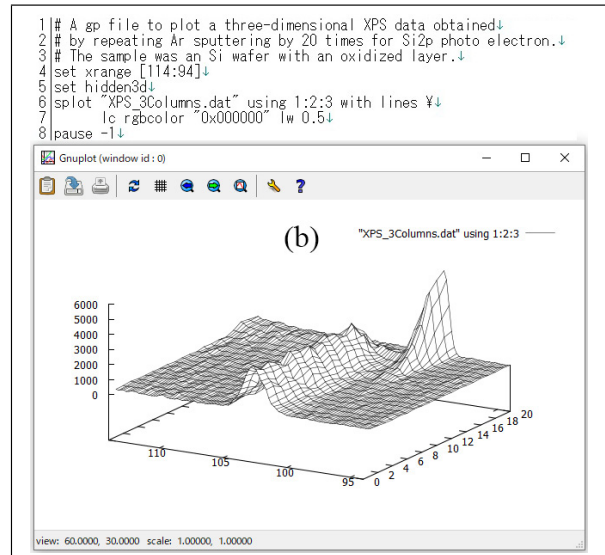 1 # A gp file to plot a three-dimensional XPS data obtained↓
2 # by repeating Ar sputtering by 20 times for Si2p photo electron.↓
3 # The sample was an Si wafer with an oxidized layer.↓
4 set xrange [114:94]↓
5 set hidden3d↓
6 splot "XPS_3Columns.dat" using 1:2:3 with lines ¥↓
7 lc rgbcolor "0x000000" lw 0.5↓
8 pause -1↓
Gnuplot (window id : 0)
(b)
"XPS_3Columns.dat" using 1:2:3
6000
5000
4000
3000
2000
1000
0
110
105
100
95
0
2
4
6
8
10
12
14
16
18
20
view: 60.0000, 30.0000 scale: 1.00000, 1.00000